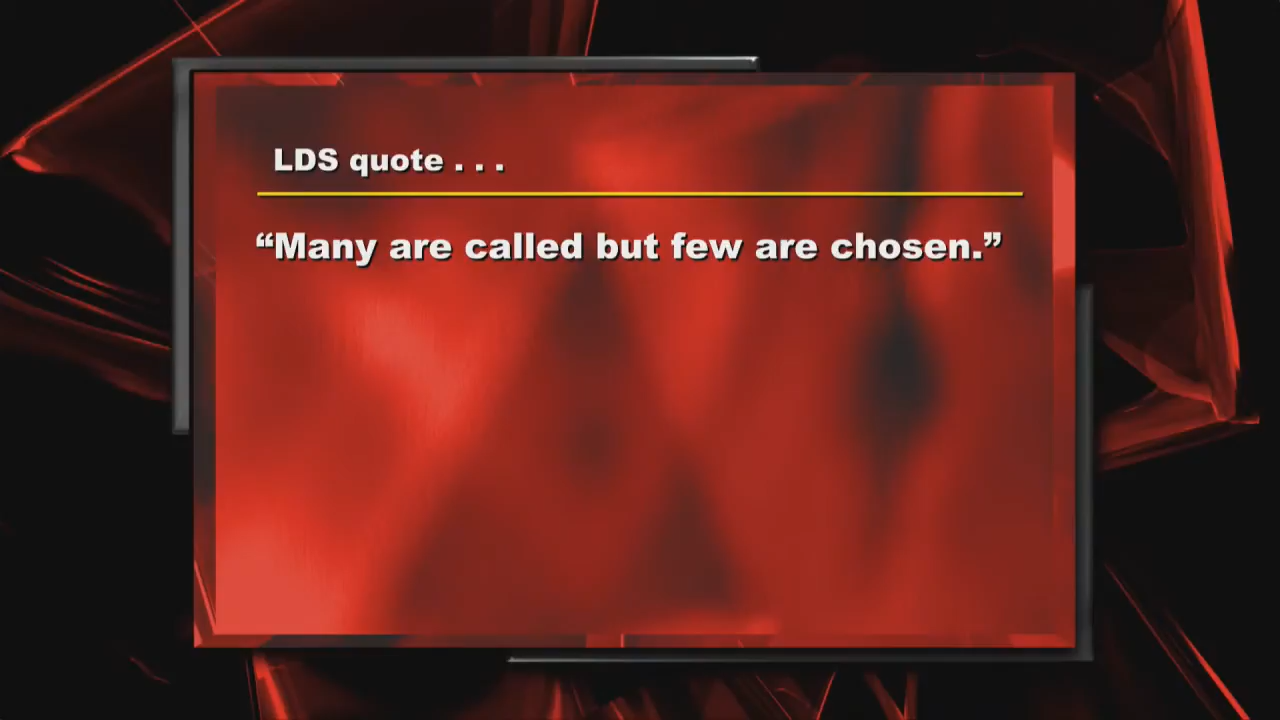 LDS quote . . .
“Many are called but few are chosen.”